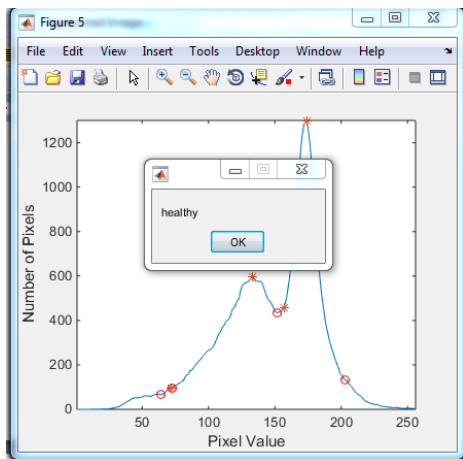 Figure 5
File Edit View Insert Tools Desktop Window Help
1200
1000
800
600
400
200
0
healthy
OK
Number of Pixels
50 100 150 200 250
Pixel Value